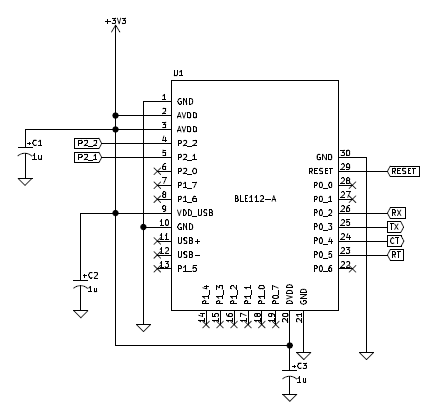 +3V3
U1
1 GND
2 AVDD
3 AVDD
P2_2 4 P2_2
P2_1 5 P2_1
6 P2_0
7 P1_7
8 P1_6
9 VDD_USB
10 GND
11 USB+
12 USB-
13 P1_5
BLE112-A
GND 30
RESET 29 RESET
P0_0 28
P0_1 27
P0_2 26 RX
P0_3 25 TX
P0_4 24 CT
P0_5 23 RT
P0_6 22
P1_4 14
P1_3 15
P1_2 16
P1_1 17
P1_0 18
P0_7 19
DVDD 20
GND 21
+C1
1u
+C2
1u
+C3
1u